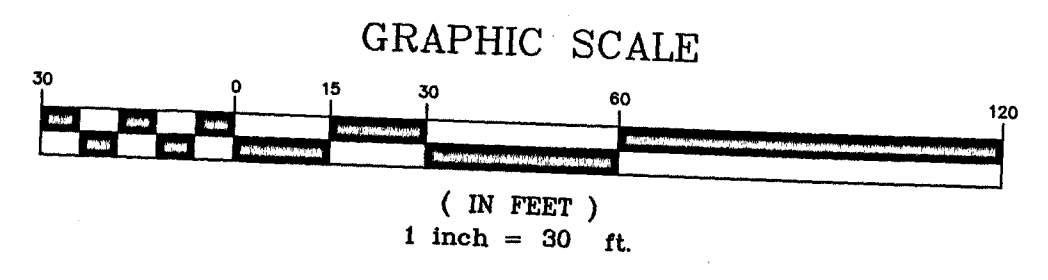 GRAPHIC SCALE
30 0 15 30 60 120
( IN FEET )
1 inch = 30 ft.